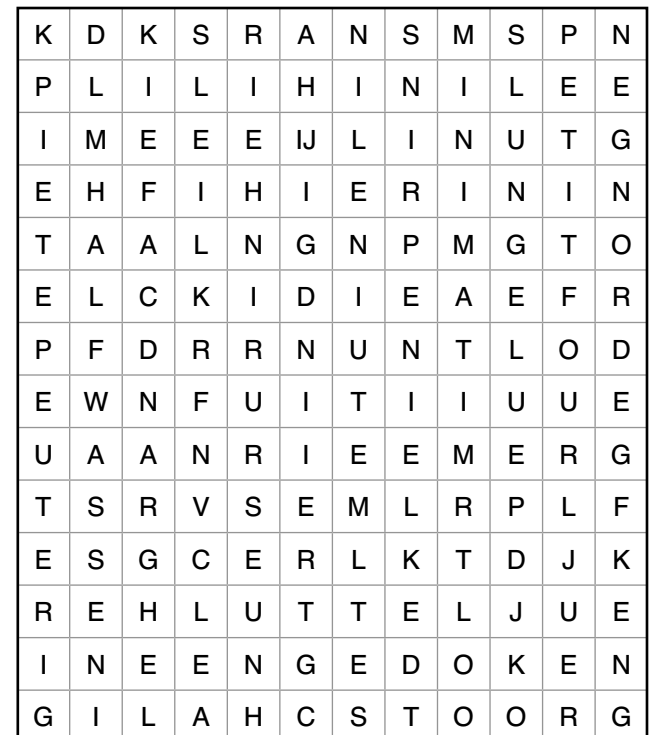 K D K S R A N S M S P N
P L I L I H I N I L E E
I M E E E IJ L I N U T G
E H F I H I E R I N I N
T A A L N G N P M G T O
E L C K I D I E A E F R
P F D R R N U N T L O D
E W N F U I T I I U U E
U A A N R I E E M E R G
T S R V S E M L R P L F
E S G C E R L K T D J K
R E H L U T T E L J U E
I N E E N G E D O K E N
G I L A H C S T O O R G